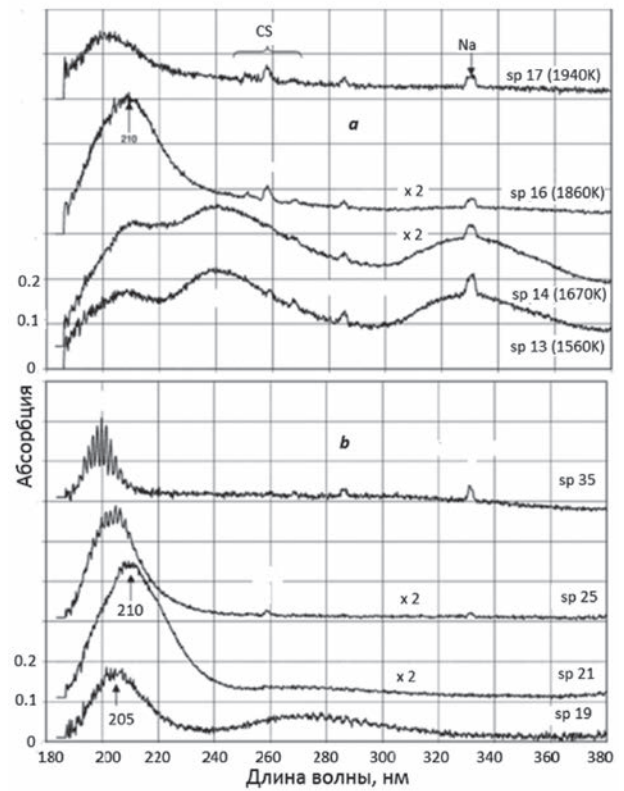 CS
Na
sp 17 (1940K)
a
210
x 2
sp 16 (1860K)
x 2
0.2
sp 14 (1670K)
0.1
sp 13 (1560K)
0
Абсорбция
b
sp 35
x 2
sp 25
210
0.2
x 2
sp 21
0.1
205
sp 19
0
180 200 220 240 260 280 300 320 340 360 380
Длина волны, нм